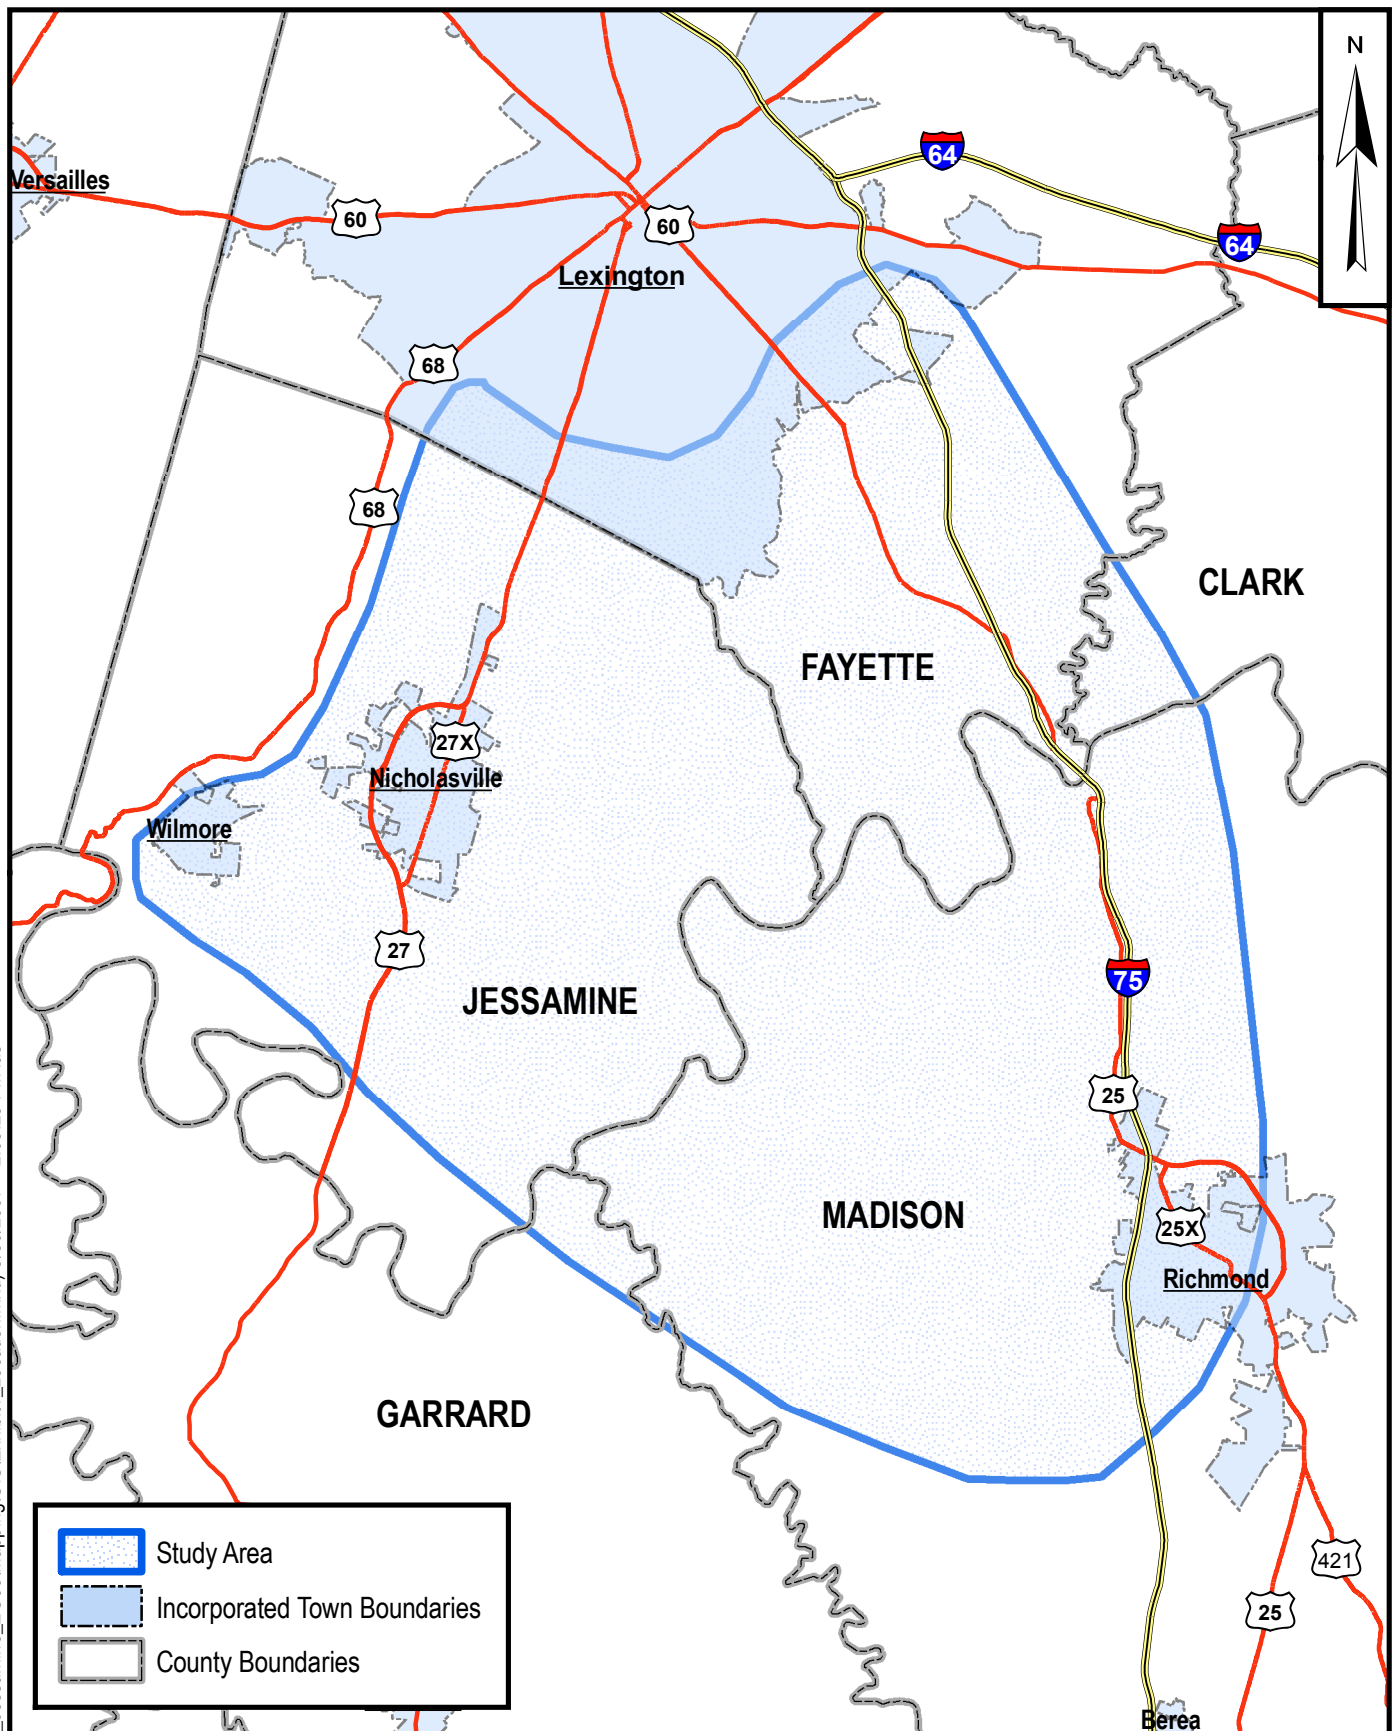 N
64
Versailles
60
60
64
Lexington
68
68
CLARK
FAYETTE
27X
Nicholasville
Wilmore
27
75
JESSAMINE
25
MADISON
25X
Richmond
GARRARD
Study Area
421
Incorporated Town Boundaries
25
County Boundaries
Berea